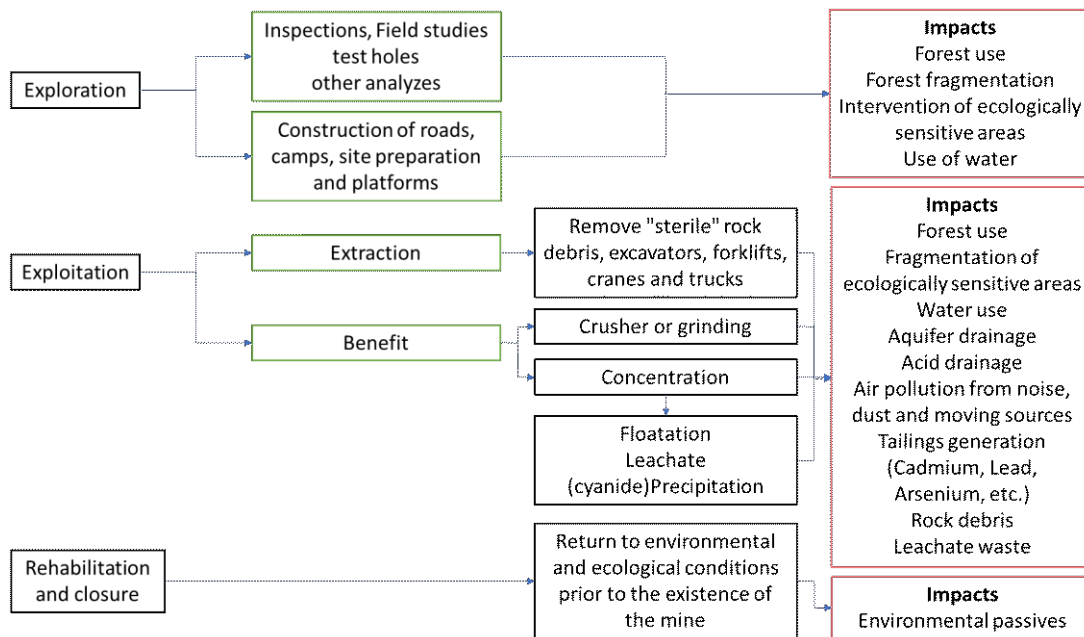 Exploration
Inspections, Field studies
test holes
other analyzes
Construction of roads,
camps, site preparation
and platforms
Impacts
Forest use
Forest fragmentation
Intervention of ecologically
sensitive areas
Use of water
Exploitation
Extraction
Remove "sterile" rock
debris, excavators, forklifts,
cranes and trucks
Benefit
Crusher or grinding
Concentration
Floatation
Leachate
(cyanide)Precipitation
Impacts
Forest use
Fragmentation of
ecologically sensitive areas
Water use
Aquifer drainage
Acid drainage
Air pollution from noise,
dust and moving sources
Tailings generation
(Cadmium, Lead,
Arsenium, etc.)
Rock debris
Leachate waste
Rehabilitation
and closure
Return to environmental
and ecological conditions
prior to the existence of
the mine
Impacts
Environmental passives